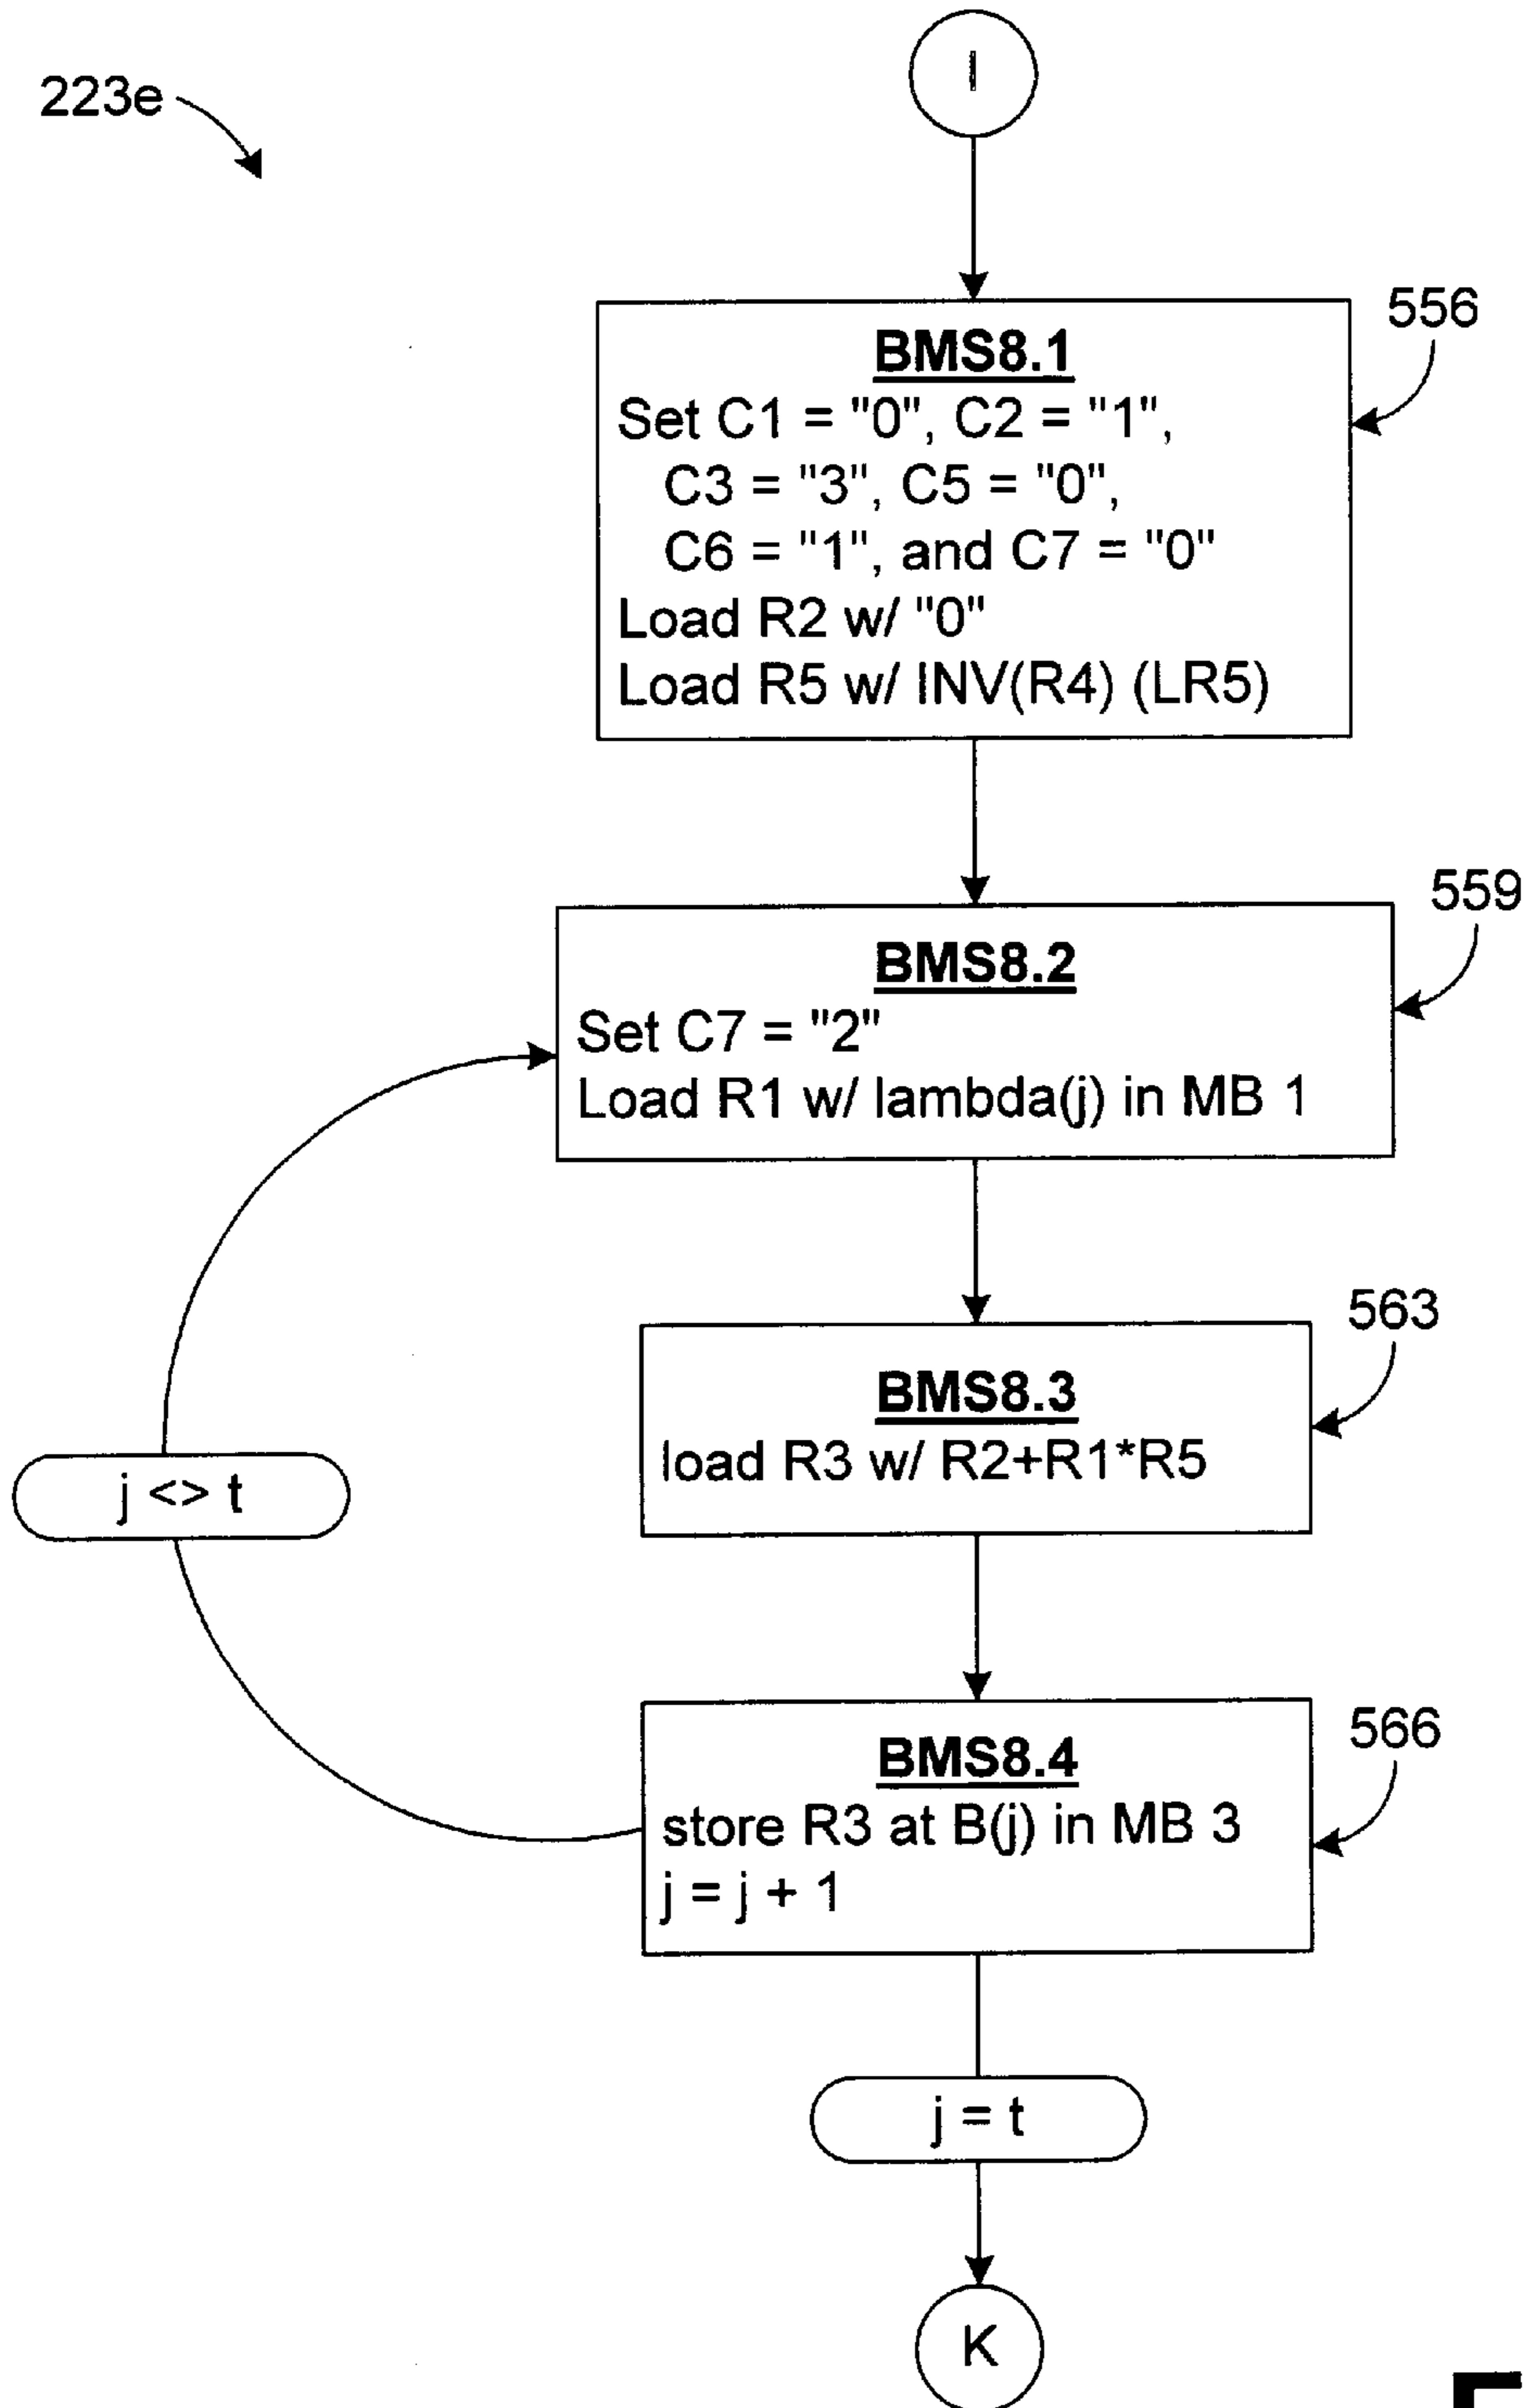 I
223e
556
BMS8.1
Set C1 = "0", C2 = "1",
C3 = "3", C5 = "0",
C6 = "1", and C7 = "0"
Load R2 w/ "0"
Load R5 w/ INV(R4) (LR5)
559
BMS8.2
Set C7 = "2"
Load R1 w/ lambda(j) in MB 1
563
BMS8.3
load R3 w/ R2+R1*R5
j <> t
566
BMS8.4
store R3 at B(j) in MB 3
j = j + 1
j = t
K